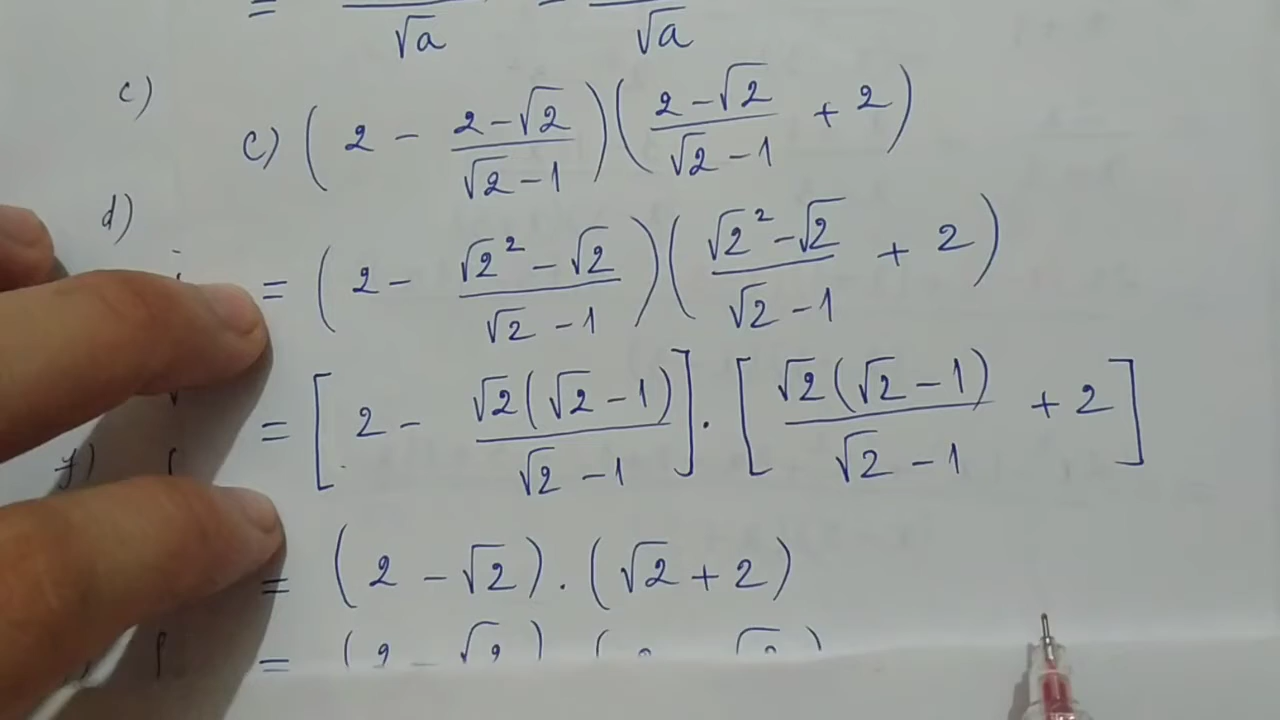 = √a = √a
c)
c) (2 - (2-√2)/(√2-1))((2-√2)/(√2-1) + 2)
d)
= (2 - (√2² - √2)/(√2 - 1))((√2² - √2)/(√2 - 1) + 2)
= [2 - √2(√2 - 1)/(√2 - 1)] . [√2(√2 - 1)/(√2 - 1) + 2]
= (2 - √2) . (√2 + 2)